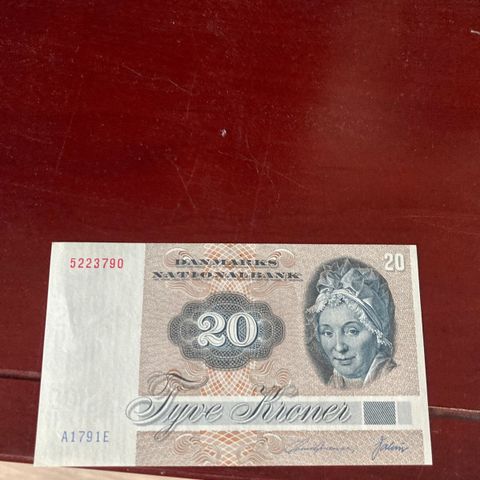 5223790
DANMARKS
NATIONALBANK
20
20
Tyve Kroner
A1791E